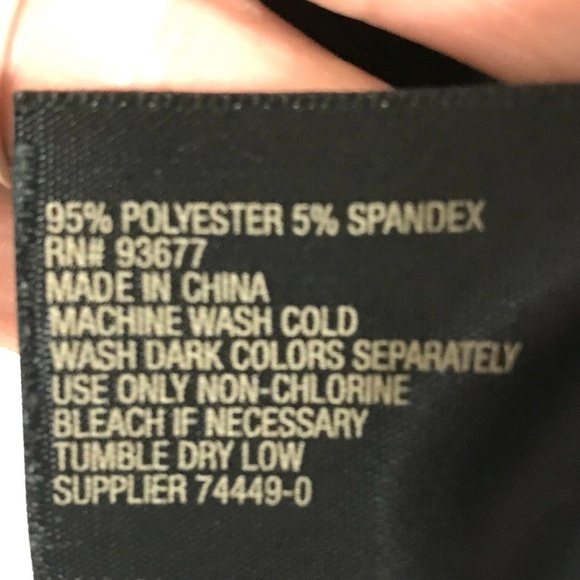 95% POLYESTER 5% SPANDEX
RN# 93677
MADE IN CHINA
MACHINE WASH COLD
WASH DARK COLORS SEPARATELY
USE ONLY NON-CHLORINE
BLEACH IF NECESSARY
TUMBLE DRY LOW
SUPPLIER 74449-0